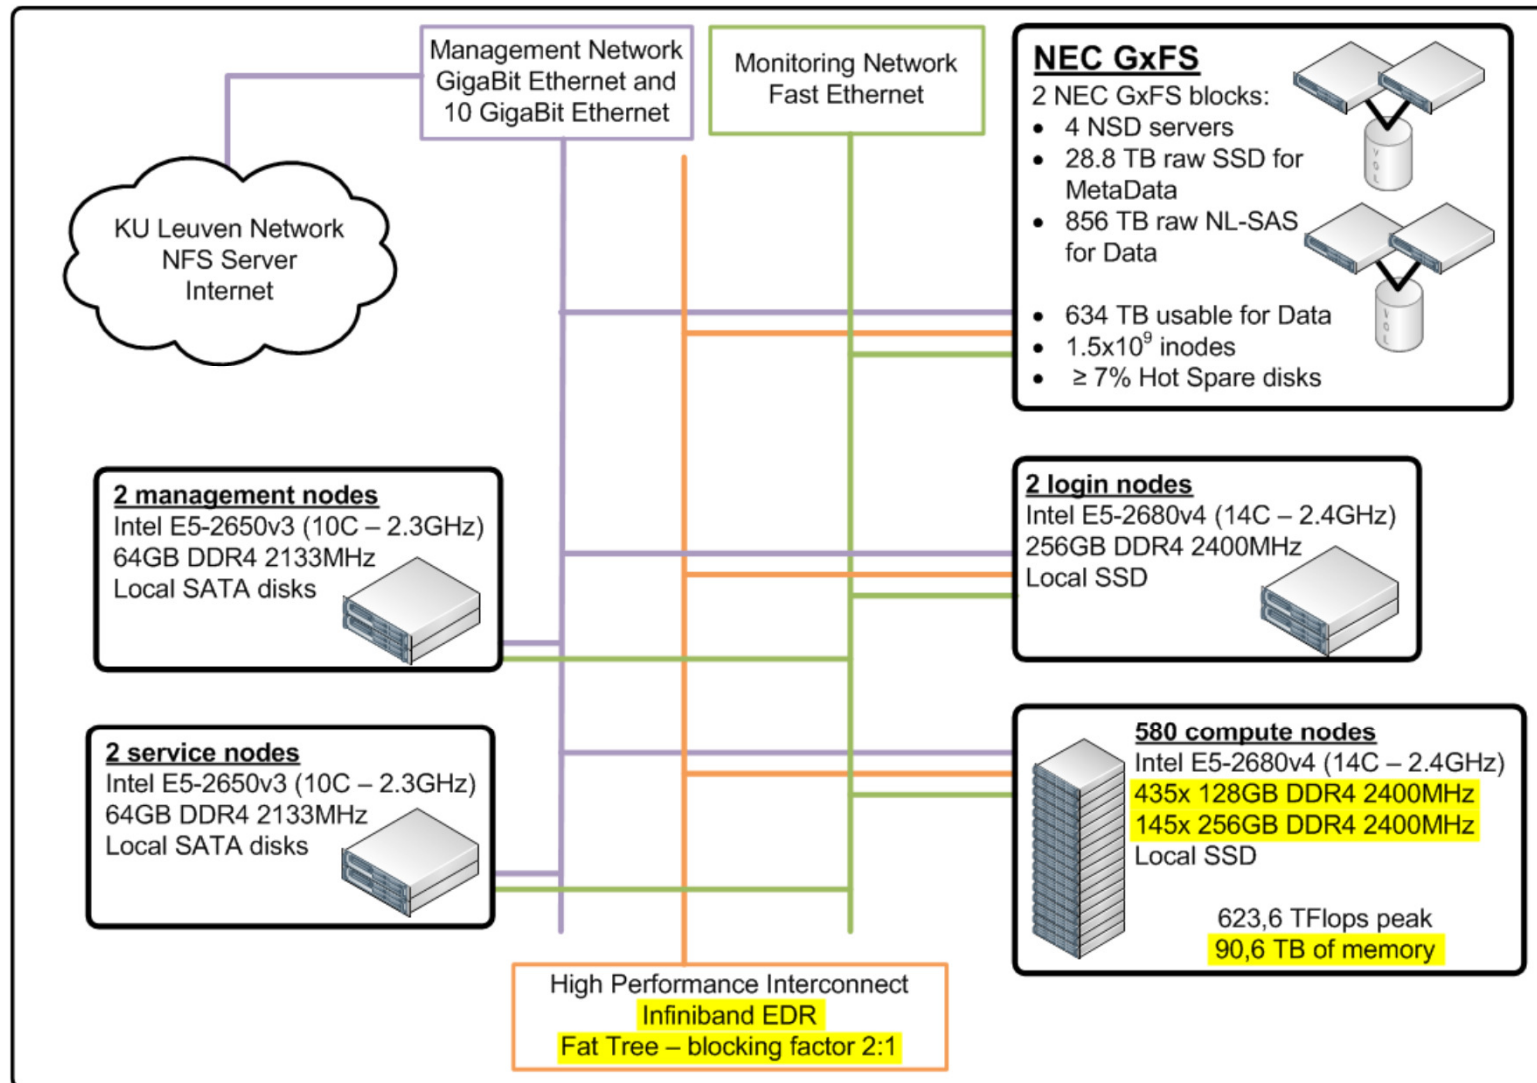 Management Network
GigaBit Ethernet and
10 GigaBit Ethernet
Monitoring Network
Fast Ethernet
NEC GxFS
2 NEC GxFS blocks:
• 4 NSD servers
• 28.8 TB raw SSD for
MetaData
• 856 TB raw NL-SAS
for Data
• 634 TB usable for Data
• 1.5x10⁹ inodes
• ≥ 7% Hot Spare disks
VOL
VOL
KU Leuven Network
NFS Server
Internet
2 management nodes
Intel E5-2650v3 (10C – 2.3GHz)
64GB DDR4 2133MHz
Local SATA disks
2 login nodes
Intel E5-2680v4 (14C – 2.4GHz)
256GB DDR4 2400MHz
Local SSD
2 service nodes
Intel E5-2650v3 (10C – 2.3GHz)
64GB DDR4 2133MHz
Local SATA disks
580 compute nodes
Intel E5-2680v4 (14C – 2.4GHz)
435x 128GB DDR4 2400MHz
145x 256GB DDR4 2400MHz
Local SSD
623,6 TFlops peak
90,6 TB of memory
High Performance Interconnect
Infiniband EDR
Fat Tree – blocking factor 2:1